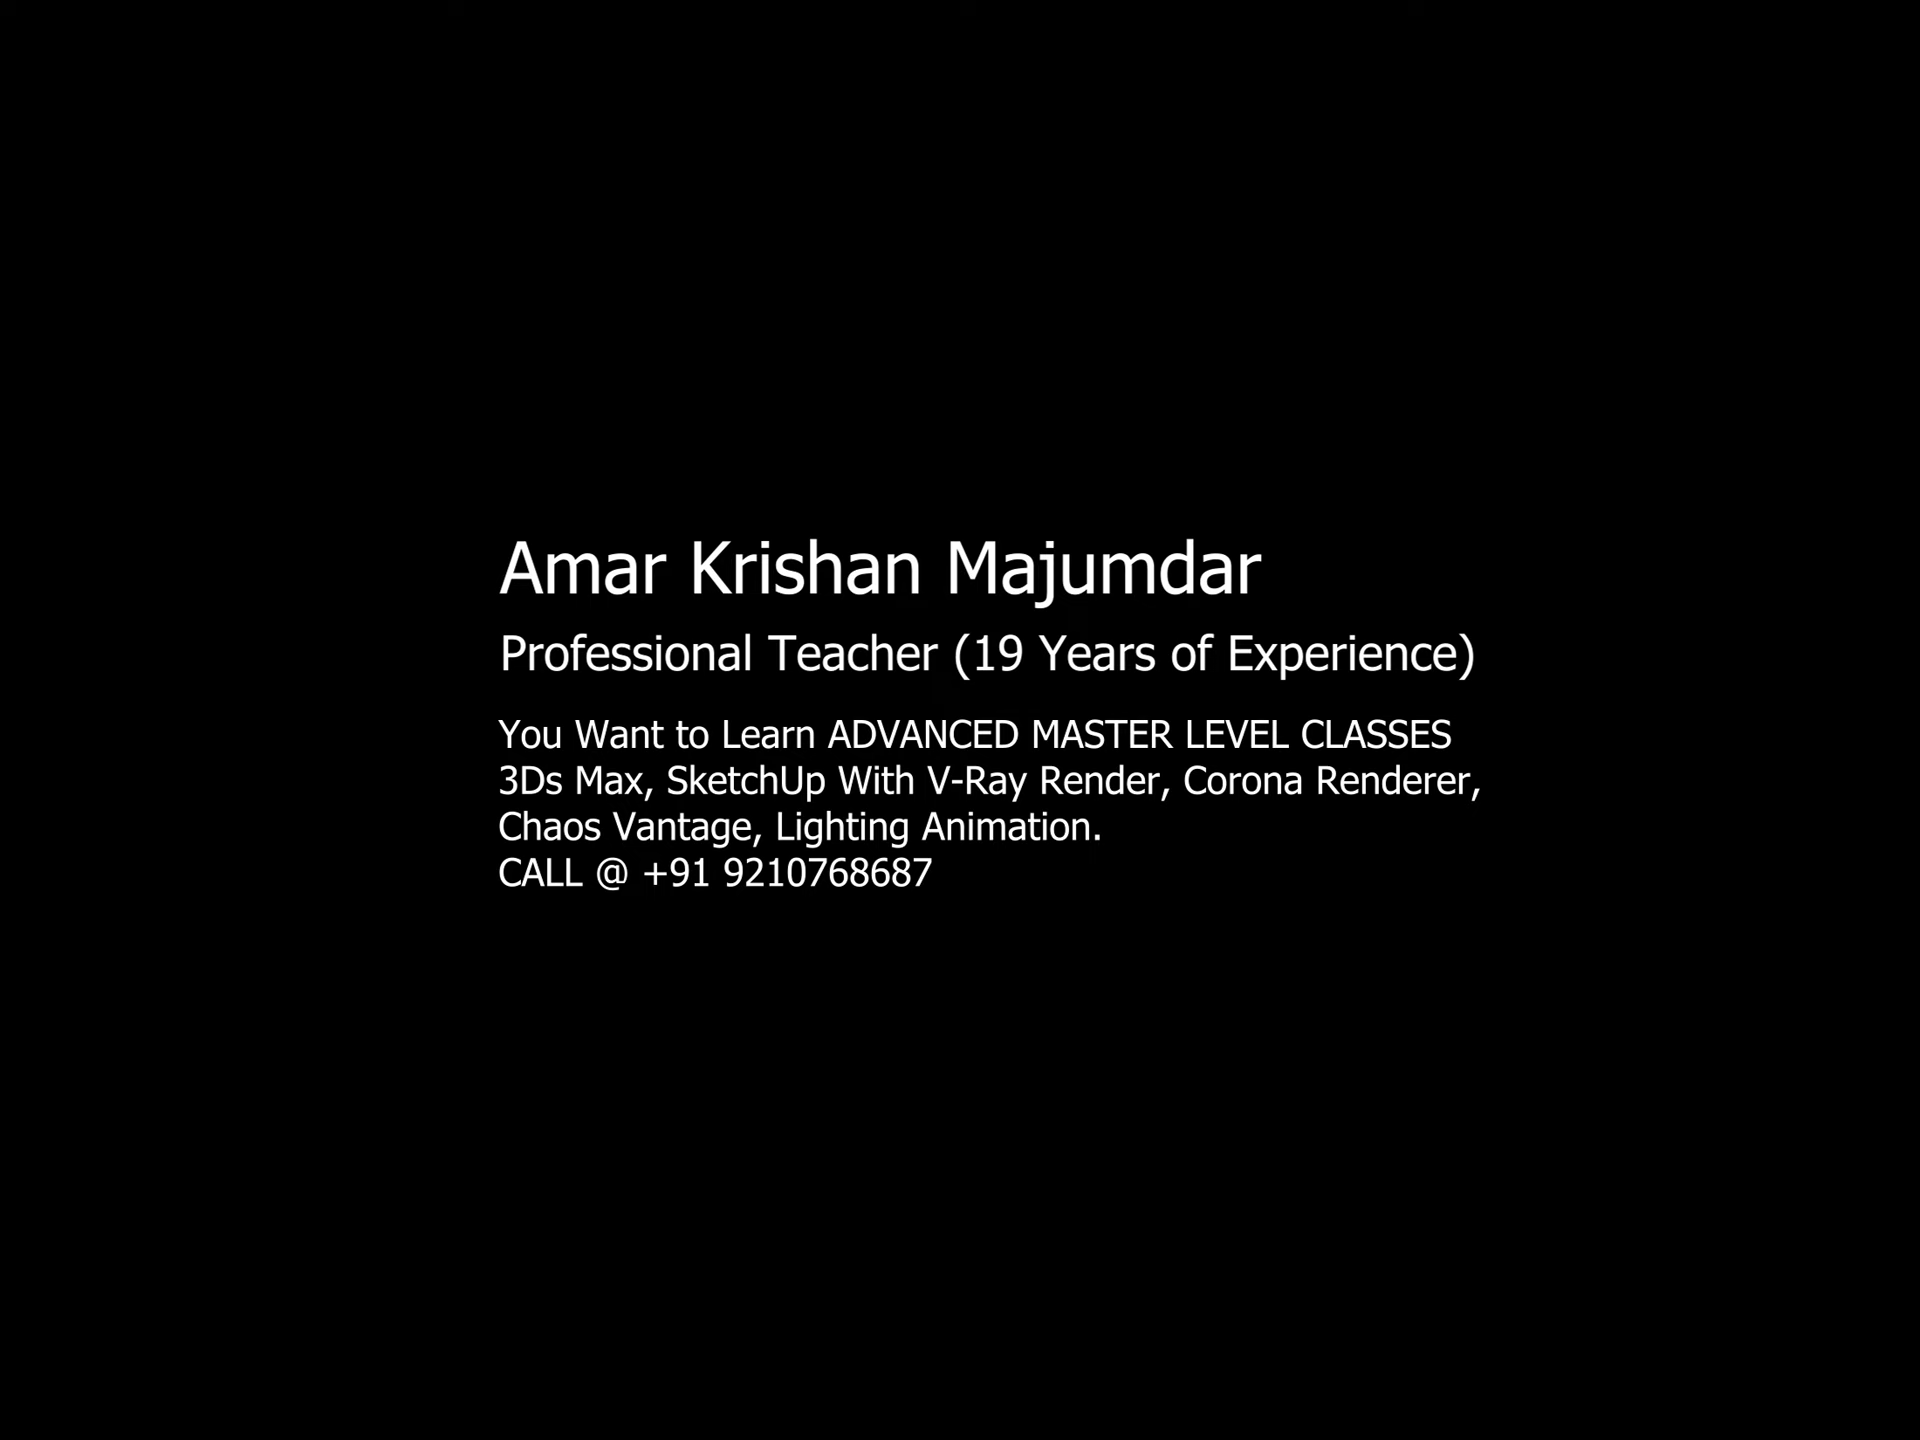 Amar Krishan Majumdar
Professional Teacher (19 Years of Experience)
You Want to Learn ADVANCED MASTER LEVEL CLASSES
3Ds Max, SketchUp With V-Ray Render, Corona Renderer,
Chaos Vantage, Lighting Animation.
CALL @ +91 9210768687